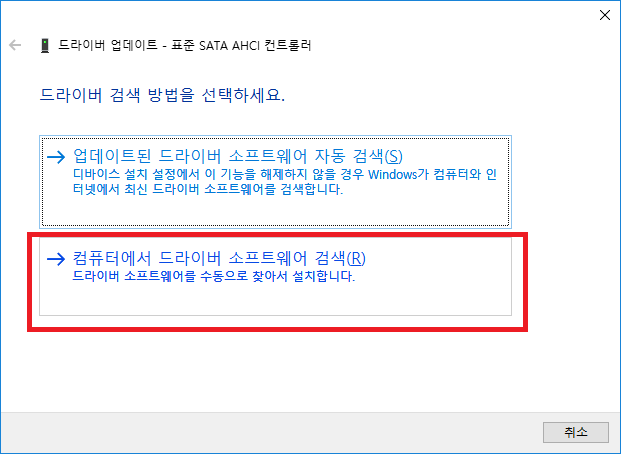 드라이버 업데이트 - 표준 SATA AHCI 컨트롤러
드라이버 검색 방법을 선택하세요.
업데이트된 드라이버 소프트웨어 자동 검색(S)
디바이스 설치 설정에서 이 기능을 해제하지 않을 경우 Windows가 컴퓨터와 인
터넷에서 최신 드라이버 소프트웨어를 검색합니다.
컴퓨터에서 드라이버 소프트웨어 검색(R)
드라이버 소프트웨어를 수동으로 찾아서 설치합니다.
취소